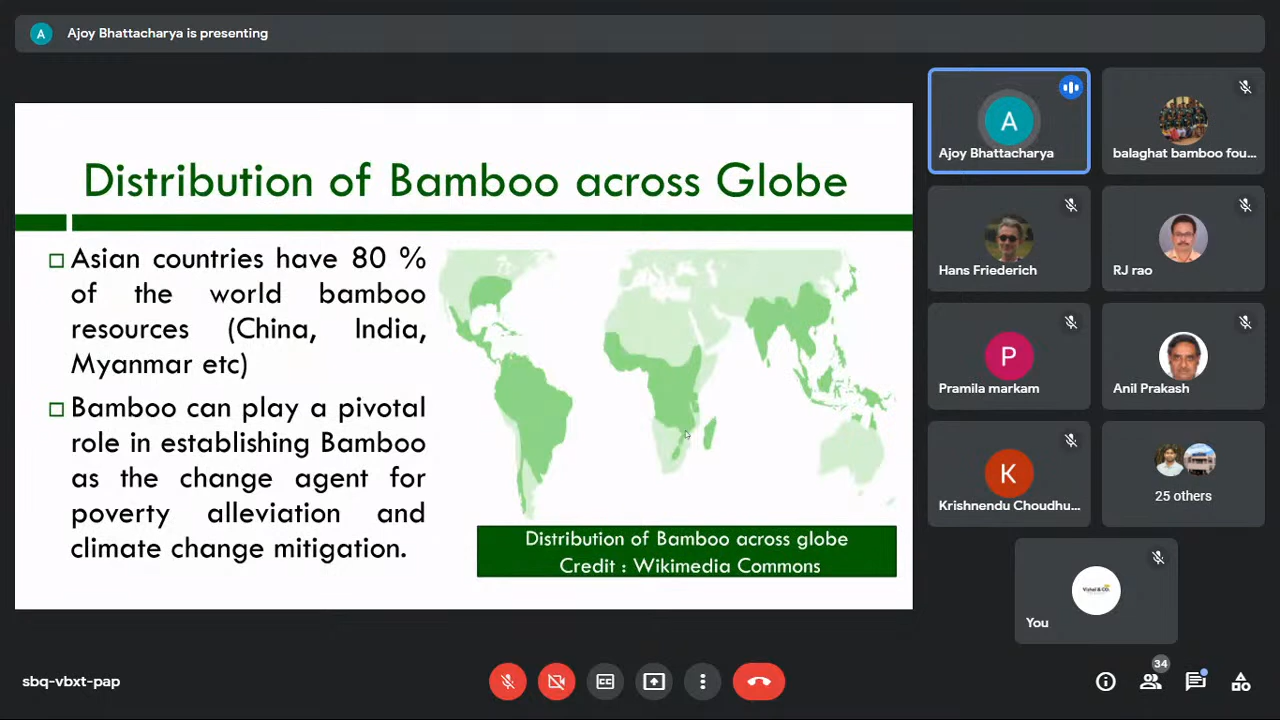 A
Ajoy Bhattacharya is presenting
Distribution of Bamboo across Globe
Asian countries have 80 %
of the world bamboo
resources (China, India,
Myanmar etc)
Bamboo can play a pivotal
role in establishing Bamboo
as the change agent for
poverty alleviation and
climate change mitigation.
Distribution of Bamboo across globe
Credit : Wikimedia Commons
A
Ajoy Bhattacharya
balaghat bamboo fou...
Hans Friederich
RJ rao
P
Pramila markam
Anil Prakash
K
Krishnendu Choudhu...
25 others
Vishal & CO.
You
sbq-vbxt-pap
CC
34